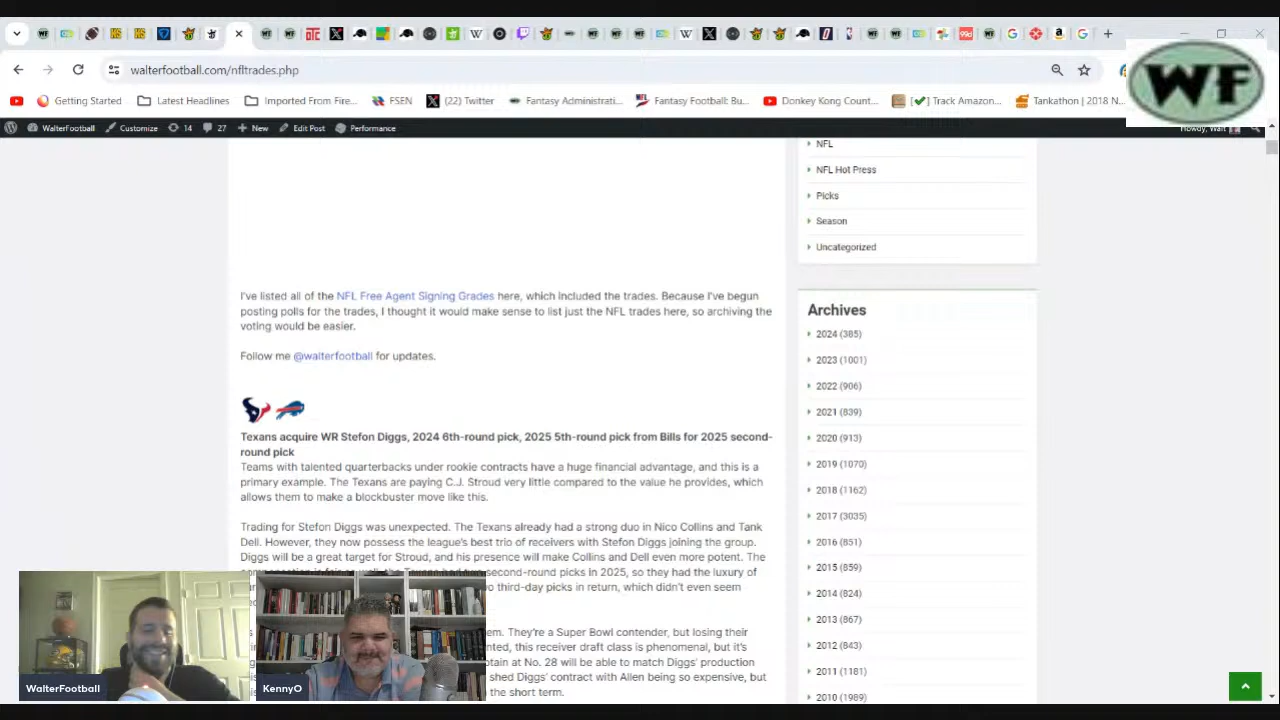 walterfootball.com/nfltrades.php
WF
Getting Started
Latest Headlines
Imported From Fire...
FSEN
(22) Twitter
Fantasy Administrati...
Fantasy Football: Bu...
Donkey Kong Count...
Track Amazon...
Tankathon | 2018 N...
WalterFootball
Customize
14
27
New
Edit Post
Performance
Howdy, Walt
NFL
NFL Hot Press
Picks
Season
Uncategorized
I've listed all of the NFL Free Agent Signing Grades here, which included the trades. Because I've begun
posting polls for the trades, I thought it would make sense to list just the NFL trades here, so archiving the
voting would be easier.
Follow me @walterfootball for updates.
Texans acquire WR Stefon Diggs, 2024 6th-round pick, 2025 5th-round pick from Bills for 2025 second-
round pick
Teams with talented quarterbacks under rookie contracts have a huge financial advantage, and this is a
primary example. The Texans are paying C.J. Stroud very little compared to the value he provides, which
allows them to make a blockbuster move like this.
Trading for Stefon Diggs was unexpected. The Texans already had a strong duo in Nico Collins and Tank
Dell. However, they now possess the league's best trio of receivers with Stefon Diggs joining the group.
Diggs will be a great target for Stroud, and his presence will make Collins and Dell even more potent. The
second-round picks in 2025, so they had the luxury of
third-day picks in return, which didn't even seem
They're a Super Bowl contender, but losing their
this receiver draft class is phenomenal, but it's
at No. 28 will be able to match Diggs' production
Diggs' contract with Allen being so expensive, but
the short term.
Archives
2024 (385)
2023 (1001)
2022 (906)
2021 (839)
2020 (913)
2019 (1070)
2018 (1162)
2017 (3035)
2016 (851)
2015 (859)
2014 (824)
2013 (867)
2012 (843)
2011 (1181)
2010 (1989)
WalterFootball
KennyO